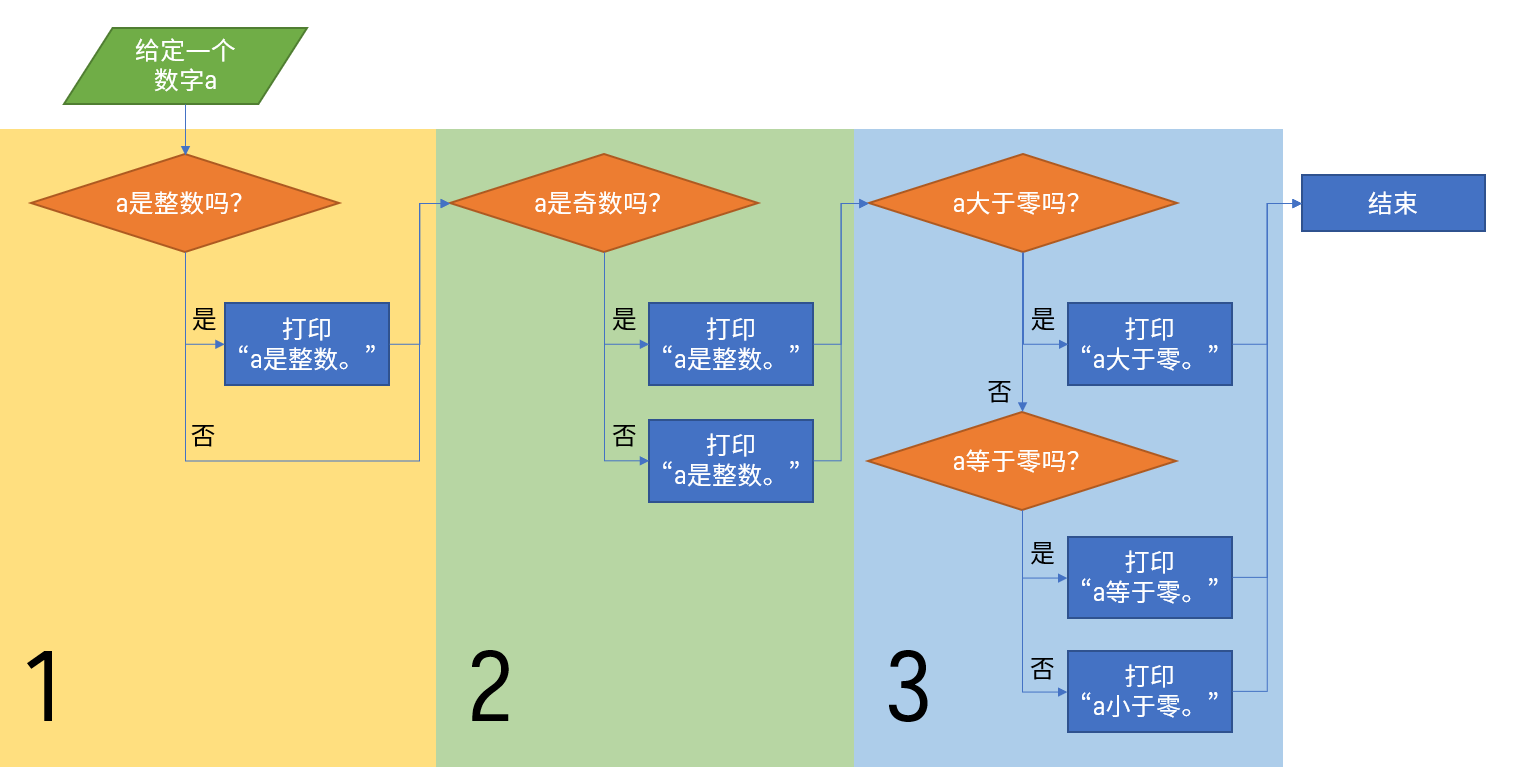 给定一个
数字a
a是整数吗？
是
打印
“a是整数。”
否
1
a是奇数吗？
是
打印
“a是整数。”
否
打印
“a是整数。”
2
a大于零吗？
是
打印
“a大于零。”
否
a等于零吗？
是
打印
“a等于零。”
否
打印
“a小于零。”
3
结束